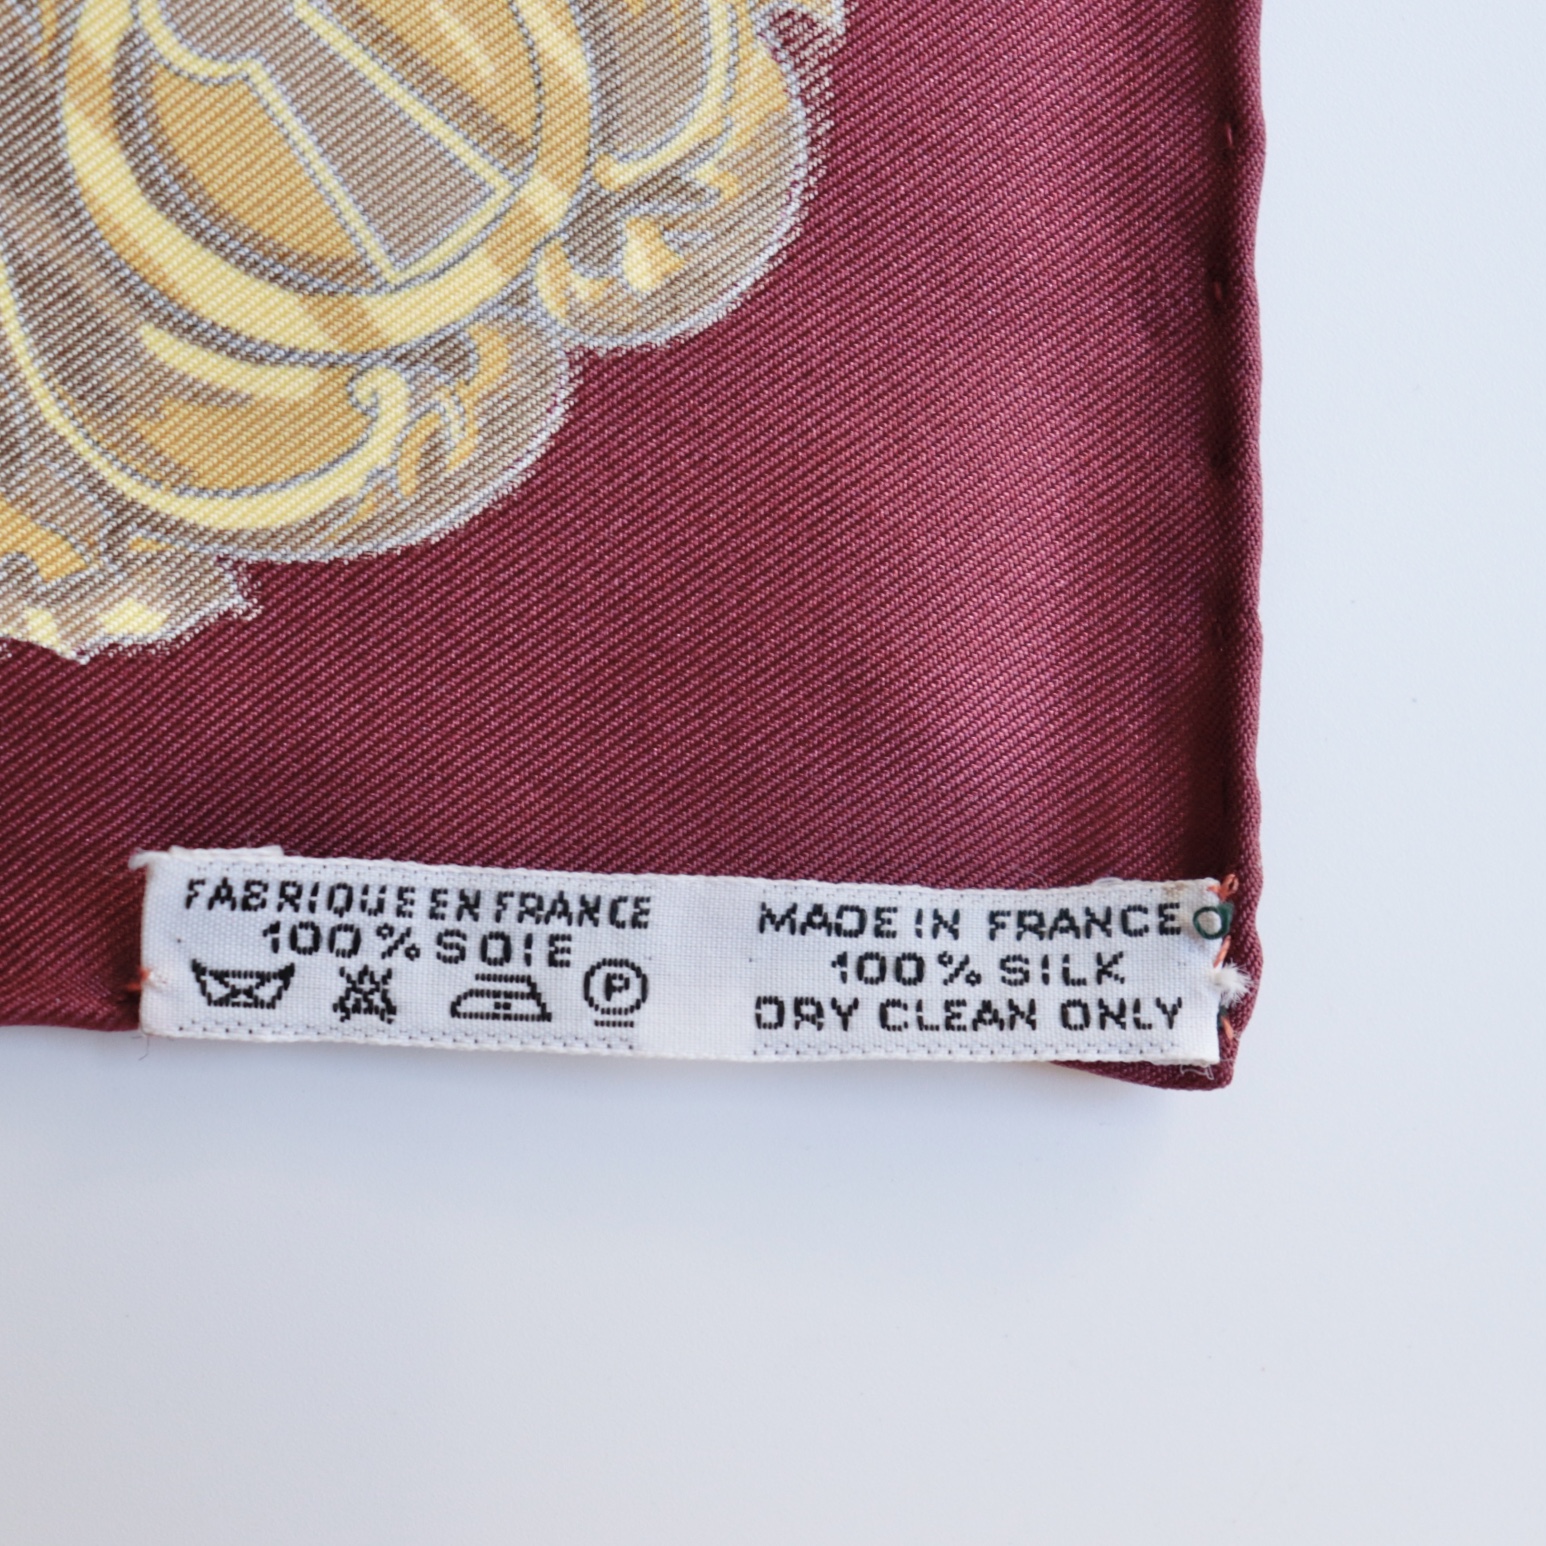 FABRIQUE EN FRANCE
100% SOIE
P
MADE IN FRANCE
100% SILK
DRY CLEAN ONLY